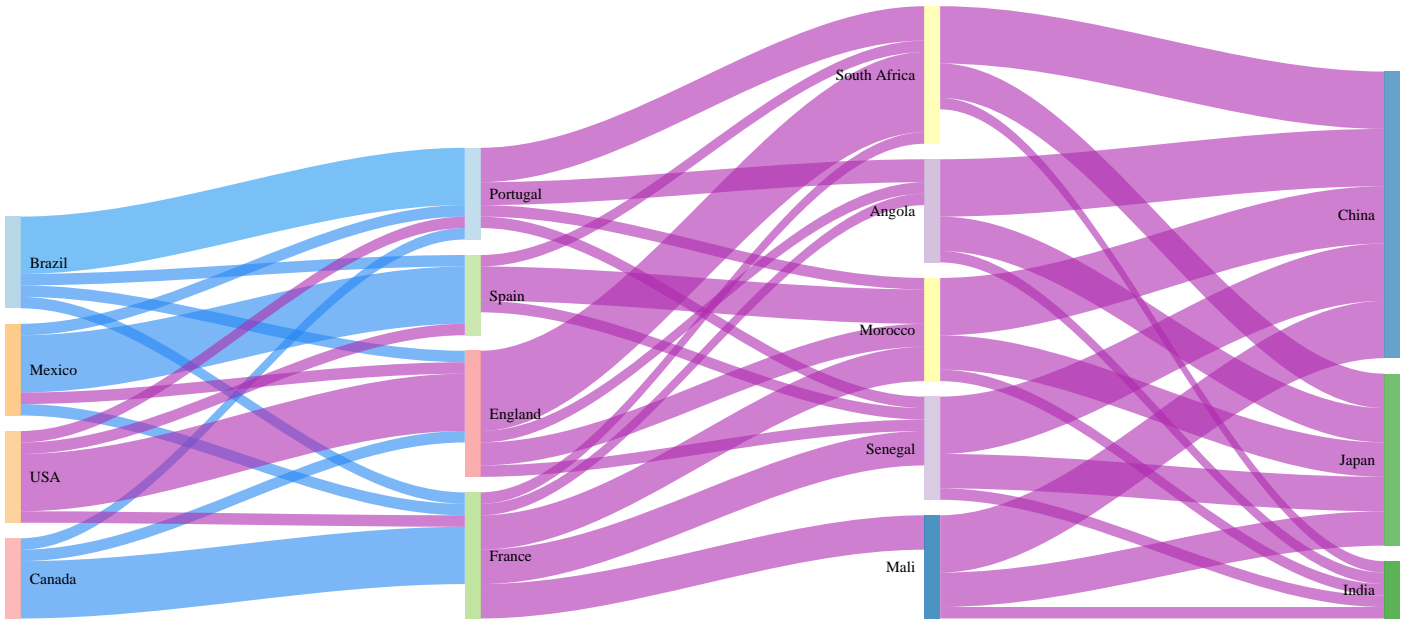 Brazil
Mexico
USA
Canada
Portugal
Spain
England
France
South Africa
Angola
Morocco
Senegal
Mali
China
Japan
India